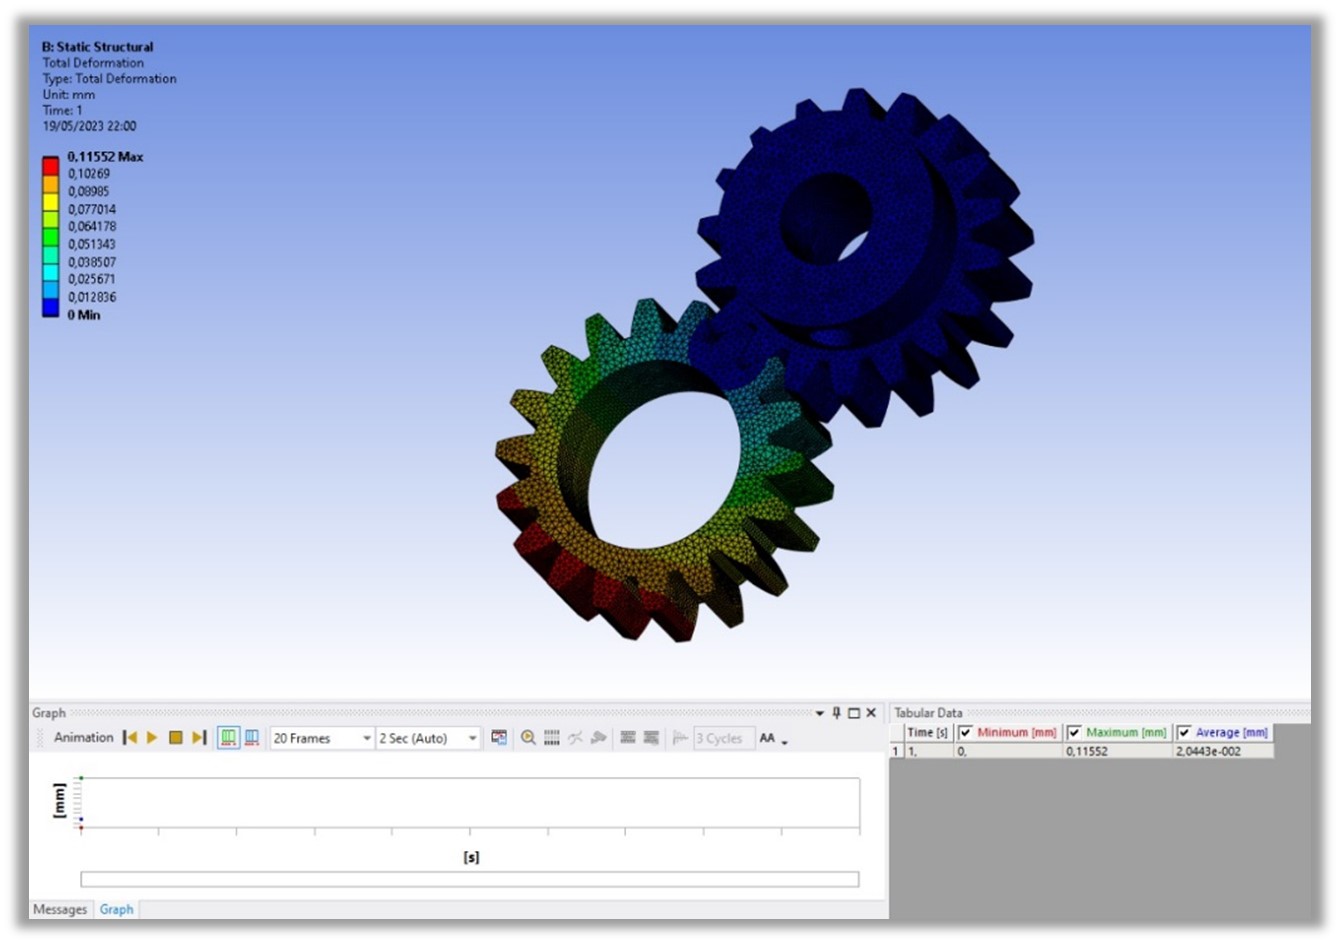 B: Static Structural
Total Deformation
Type: Total Deformation
Unit: mm
Time: 1
19/05/2023 22:00
0,11552 Max
0,10269
0,08985
0,077014
0,064178
0,051343
0,038507
0,025671
0,012836
0 Min
Graph
Animation 20 Frames 2 Sec (Auto) 3 Cycles AA
[mm]
[s]
Messages Graph
Tabular Data
Time [s] Minimum [mm] Maximum [mm] Average [mm]
1 1, 0, 0,11552 2,0443e-002